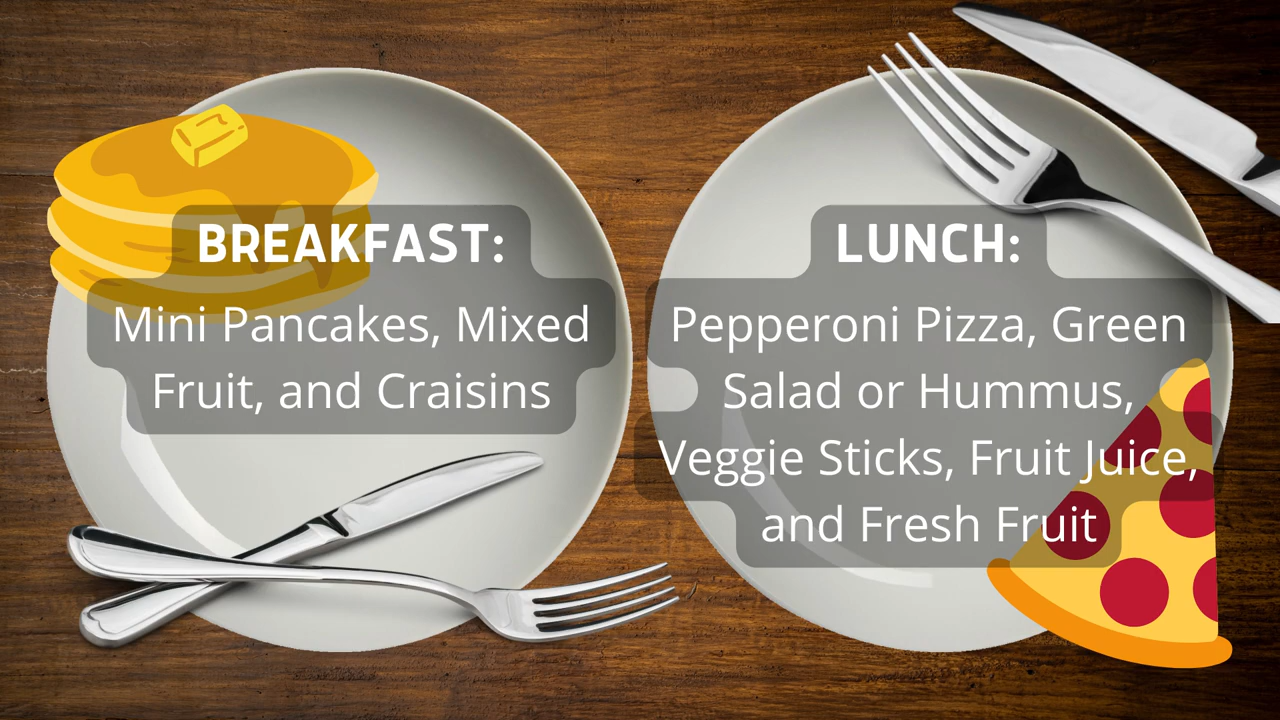 BREAKFAST:
Mini Pancakes, Mixed
Fruit, and Craisins
LUNCH:
Pepperoni Pizza, Green
Salad or Hummus,
Veggie Sticks, Fruit Juice,
and Fresh Fruit